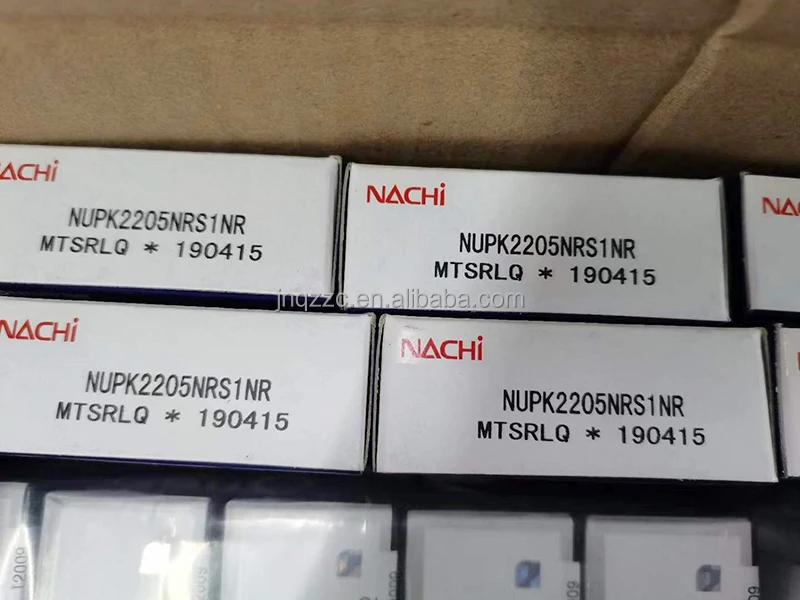 NACHi
NUPK2205NRS1NR
MTSRLQ * 190415
NACHi
NUPK2205NRS1NR
MTSRLQ * 190415
NA
jnqzzc.en.alibaba.com
NACHi
NUPK2205NRS1NR
MTSRLQ * 190415
NACHi
NUPK2205NRS1NR
MTSRLQ * 190415